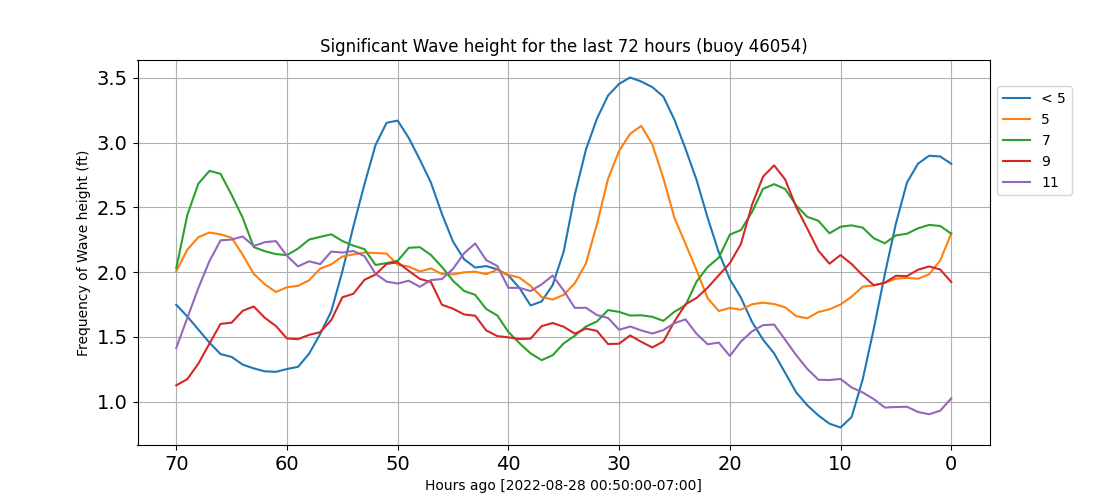 Significant Wave height for the last 72 hours (buoy 46054)
Frequency of Wave height (ft)
3.5
3.0
2.5
2.0
1.5
1.0
70 60 50 40 30 20 10 0
Hours ago [2022-08-28 00:50:00-07:00]
< 5
5
7
9
11